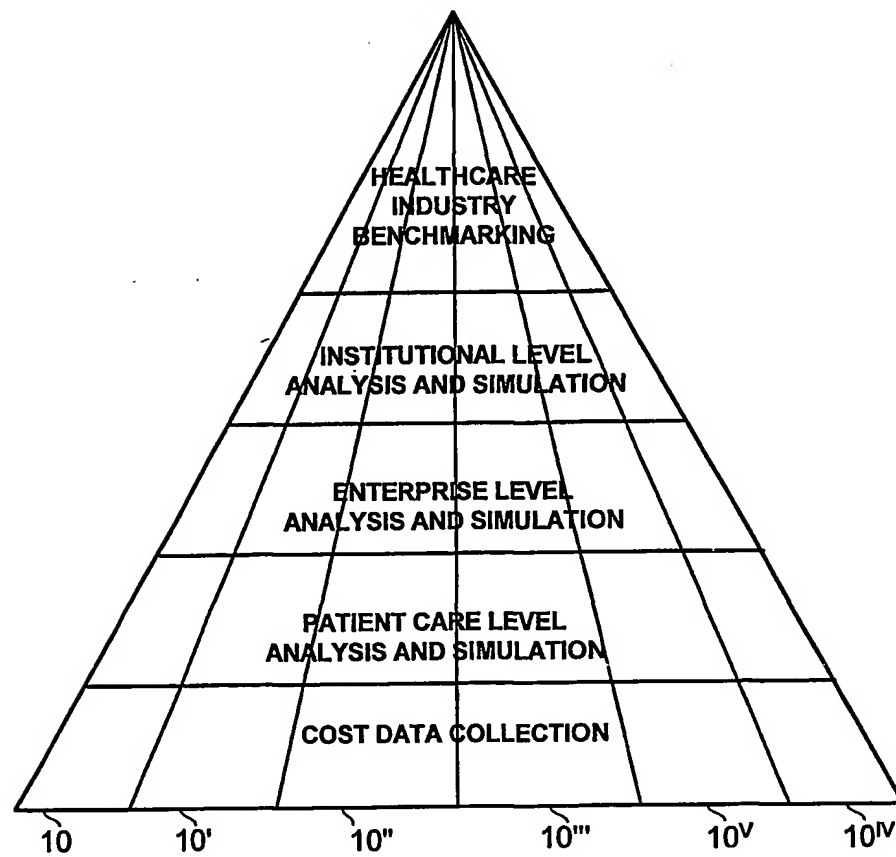 HEALTHCARE
INDUSTRY
BENCHMARKING
INSTITUTIONAL LEVEL
ANALYSIS AND SIMULATION
ENTERPRISE LEVEL
ANALYSIS AND SIMULATION
PATIENT CARE LEVEL
ANALYSIS AND SIMULATION
COST DATA COLLECTION
10 10' 10" 10''' 10V 10IV